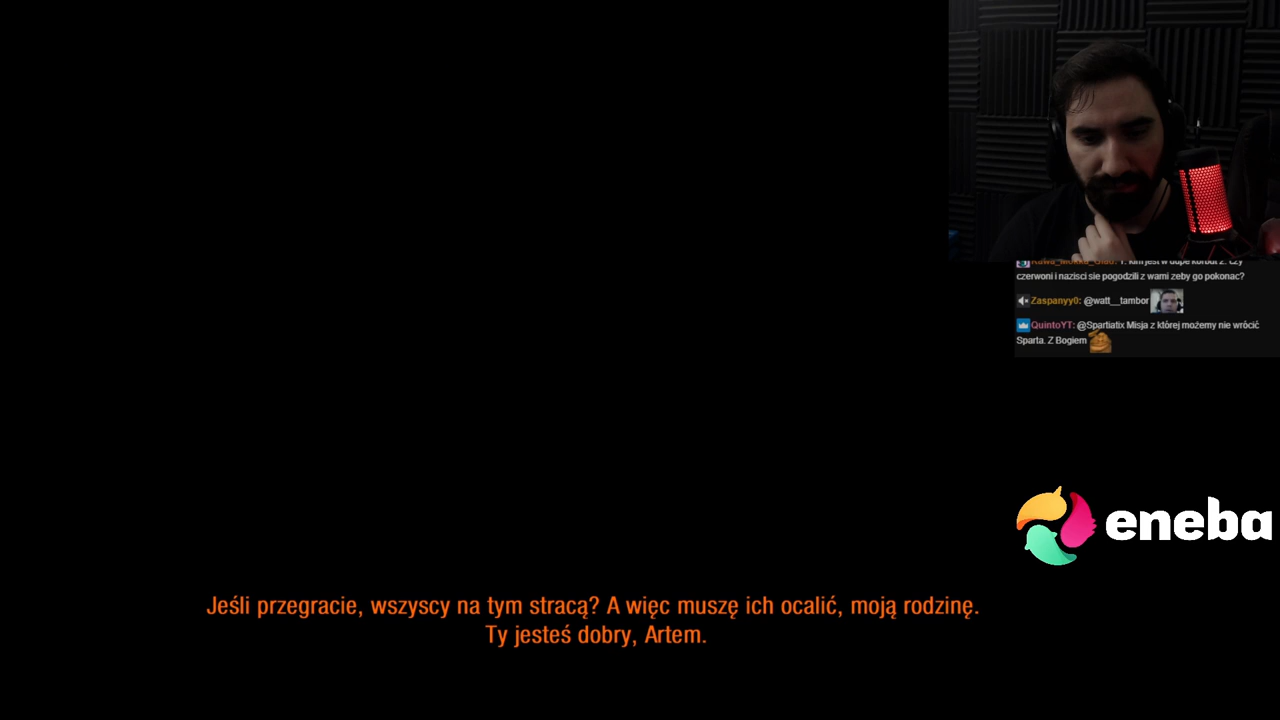 czerwoni i nazisci sie pogodzili z wami zeby go pokonac?
Zaspanyy0: @watt__tambor
QuintoYT: @Spartiatix Misja z której możemy nie wrócić
Sparta. Z Bogiem
eneba
Jeśli przegracie, wszyscy na tym stracą? A więc muszę ich ocalić, moją rodzinę.
Ty jesteś dobry, Artem.